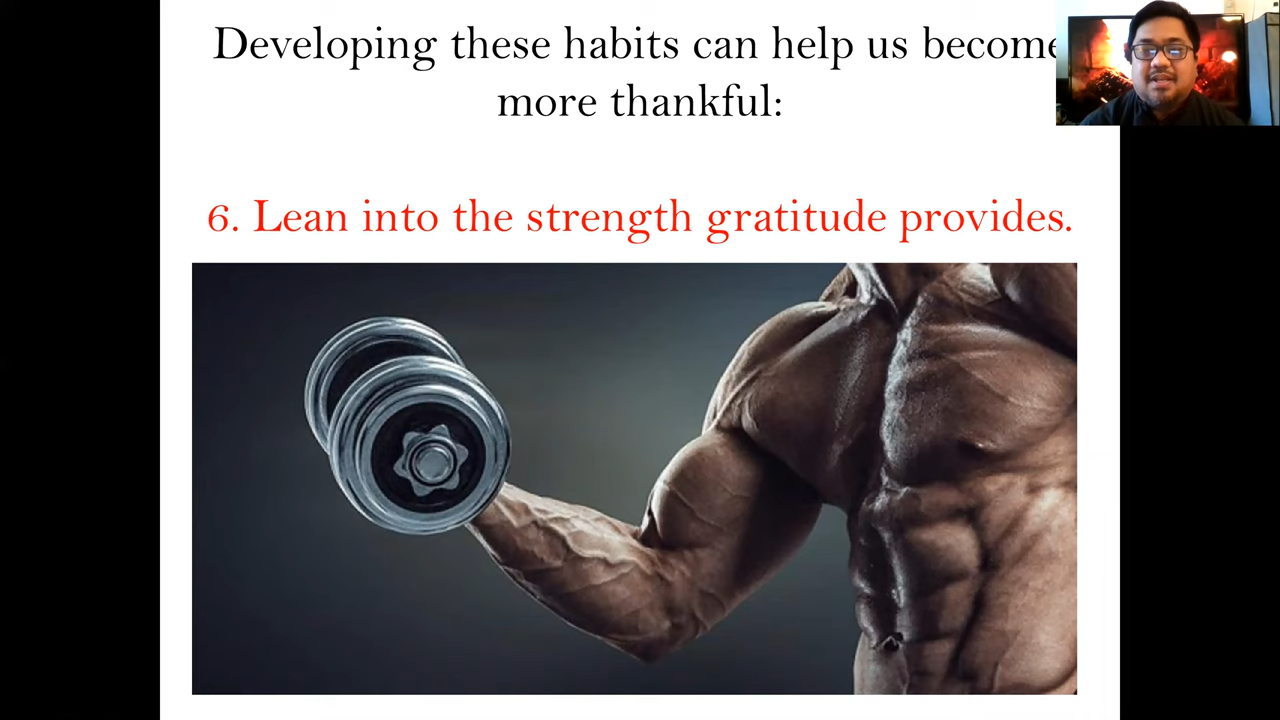 Developing these habits can help us become
more thankful:
6. Lean into the strength gratitude provides.